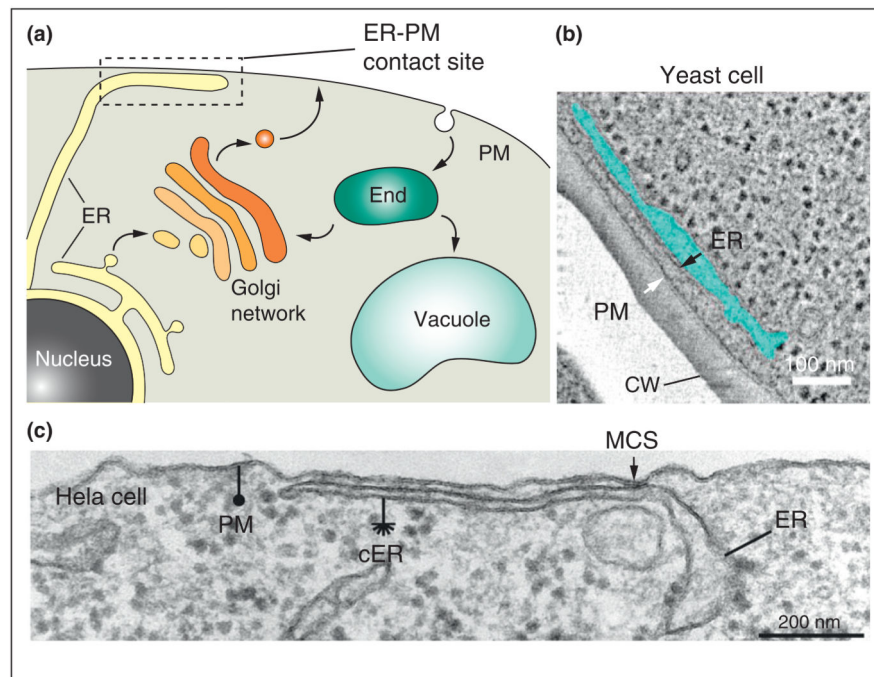 (a)
ER-PM
contact site
PM
End
ER
Golgi
network
Vacuole
Nucleus
(b)
Yeast cell
ER
PM
100 nm
CW
(c)
MCS
Hela cell
PM
cER
ER
200 nm